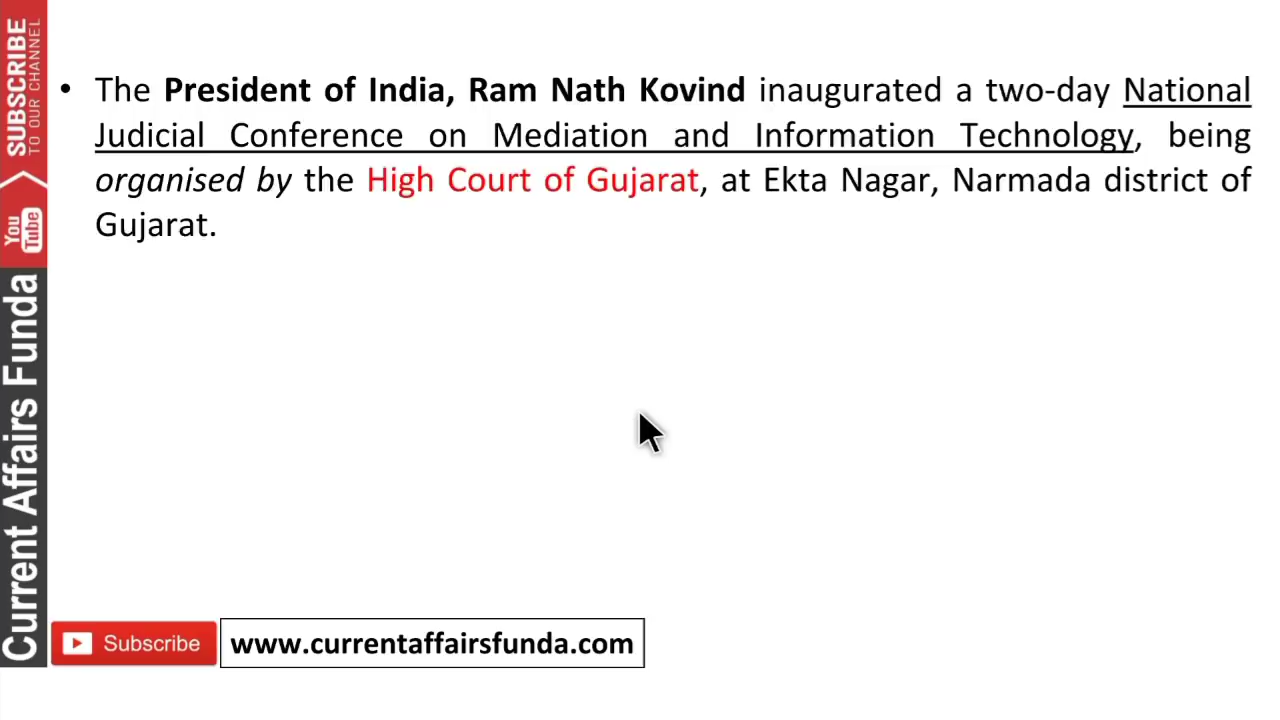 SUBSCRIBE
TO OUR CHANNEL
You
Tube
Current Affairs Funda
• The President of India, Ram Nath Kovind inaugurated a two-day National
Judicial Conference on Mediation and Information Technology, being
organised by the High Court of Gujarat, at Ekta Nagar, Narmada district of
Gujarat.
Subscribe
www.currentaffairsfunda.com